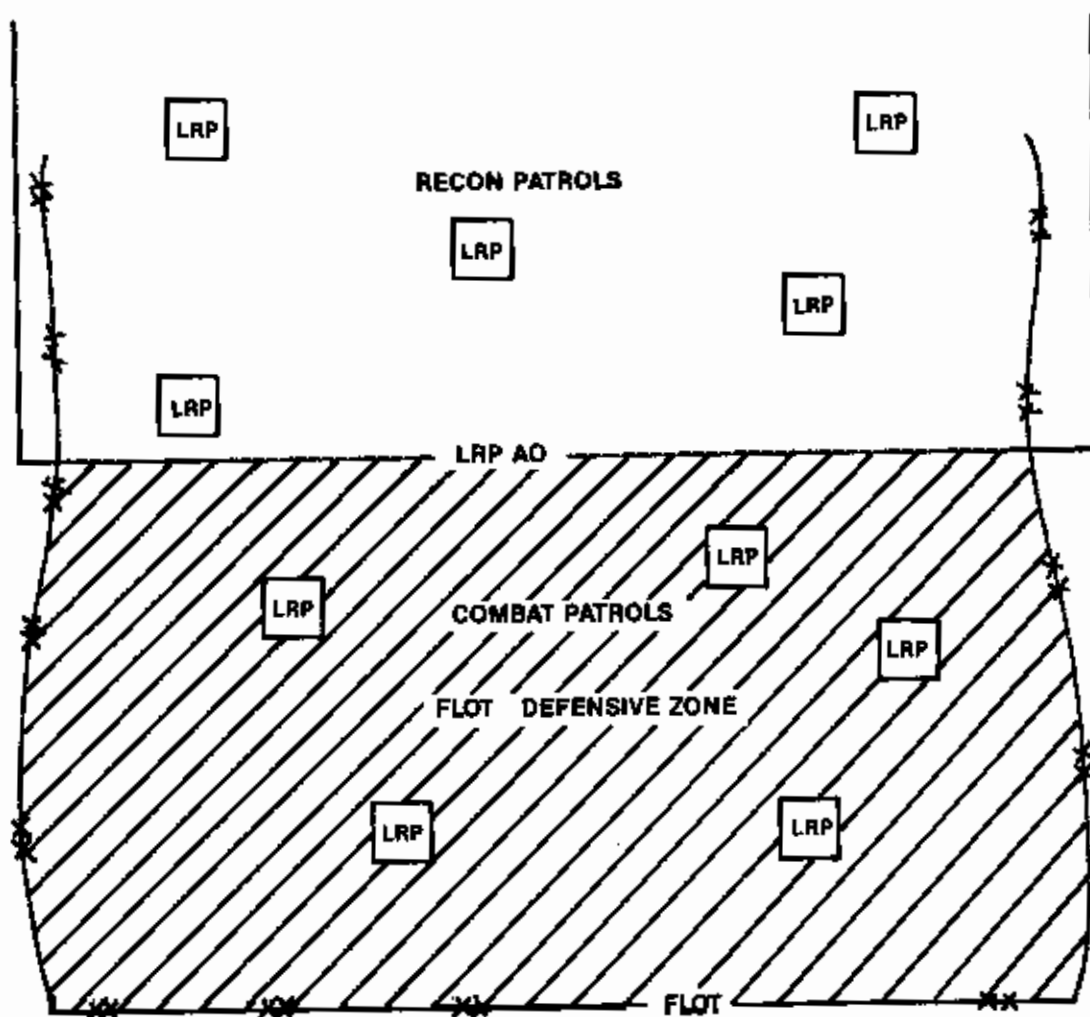 LRP
LRP
RECON PATROLS
LRP
LRP
LRP
LRP AO
LRP
LRP
COMBAT PATROLS
LRP
FLOT DEFENSIVE ZONE
LRP
LRP
FLOT